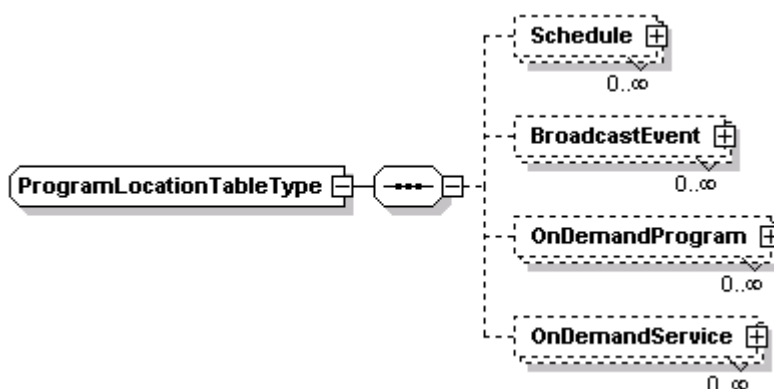 Schedule
0..∞
BroadcastEvent
0..∞
ProgramLocationTableType
OnDemandProgram
0..∞
OnDemandService
0..∞